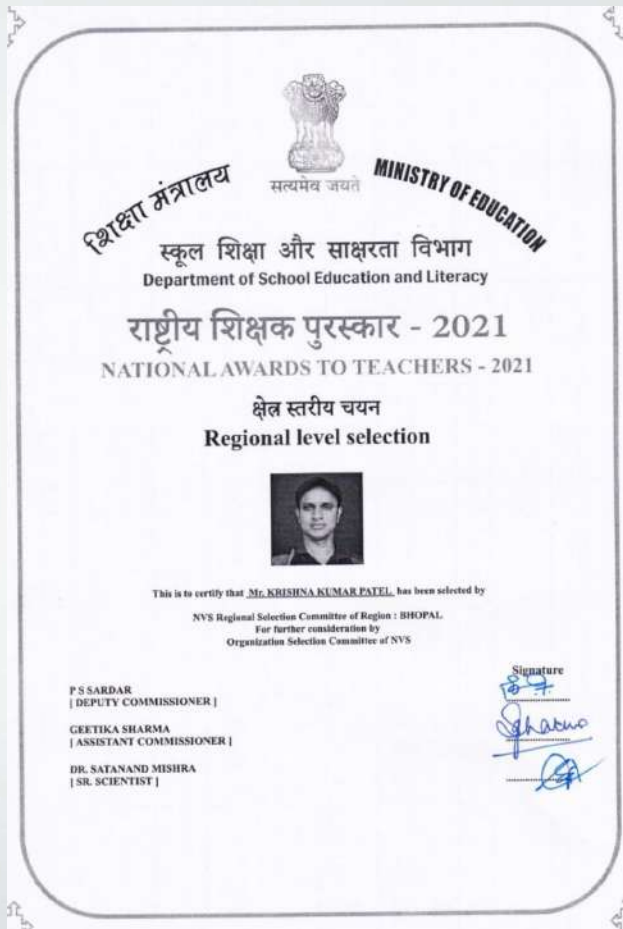 सत्यमेव जयते
शिक्षा मंत्रालय
MINISTRY OF EDUCATION
स्कूल शिक्षा और साक्षरता विभाग
Department of School Education and Literacy
राष्ट्रीय शिक्षक पुरस्कार - 2021
NATIONAL AWARDS TO TEACHERS - 2021
क्षेत्र स्तरीय चयन
Regional level selection
This is to certify that Mr. KRISHNA KUMAR PATEL has been selected by
NVS Regional Selection Committee of Region : BHOPAL
For further consideration by
Organization Selection Committee of NVS
Signature
P S SARDAR
[ DEPUTY COMMISSIONER ]
GEETIKA SHARMA
[ ASSISTANT COMMISSIONER ]
DR. SATANAND MISHRA
[ SR. SCIENTIST ]